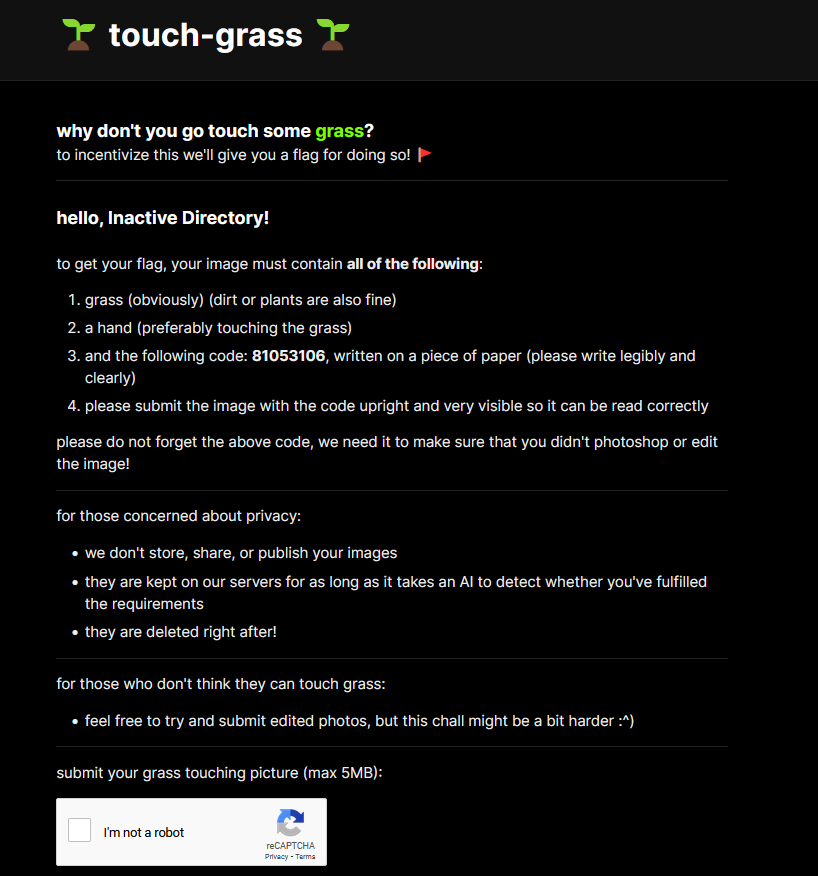 🌱 touch-grass 🌱
why don't you go touch some grass?
to incentivize this we'll give you a flag for doing so! 🚩
hello, Inactive Directory!
to get your flag, your image must contain all of the following:
1. grass (obviously) (dirt or plants are also fine)
2. a hand (preferably touching the grass)
3. and the following code: 81053106, written on a piece of paper (please write legibly and
clearly)
4. please submit the image with the code upright and very visible so it can be read correctly
please do not forget the above code, we need it to make sure that you didn't photoshop or edit
the image!
for those concerned about privacy:
• we don't store, share, or publish your images
• they are kept on our servers for as long as it takes an AI to detect whether you've fulfilled
the requirements
• they are deleted right after!
for those who don't think they can touch grass:
• feel free to try and submit edited photos, but this chall might be a bit harder :^)
submit your grass touching picture (max 5MB):
I'm not a robot
reCAPTCHA
Privacy - Terms